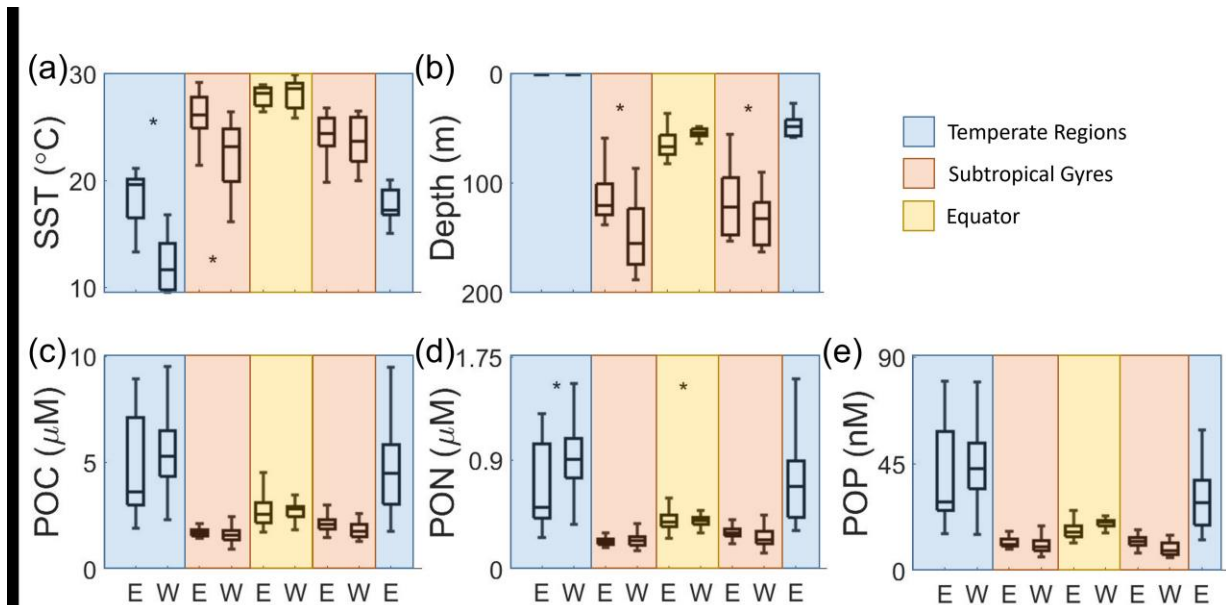 (a)
30
20
10
SST (°C)
*
*
(b)
0
100
200
Depth (m)
*
*
Temperate Regions
Subtropical Gyres
Equator
(c)
10
5
0
POC (μM)
E W E W E W E W E
(d)
1.75
0.9
0
PON (μM)
*
*
E W E W E W E W E
(e)
90
45
0
POP (nM)
E W E W E W E W E